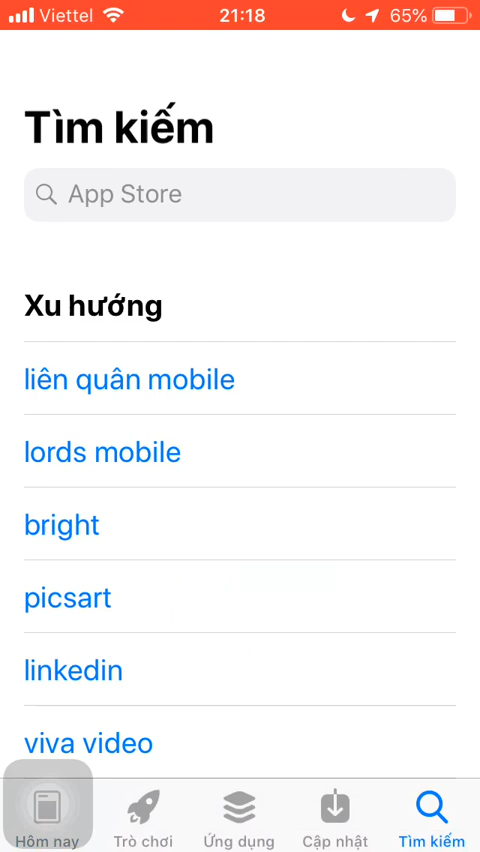 Viettel 21:18 65%
Tìm kiếm
App Store
Xu hướng
liên quân mobile
lords mobile
bright
picsart
linkedin
viva video
Hôm nay Trò chơi Ứng dụng Cập nhật Tìm kiếm